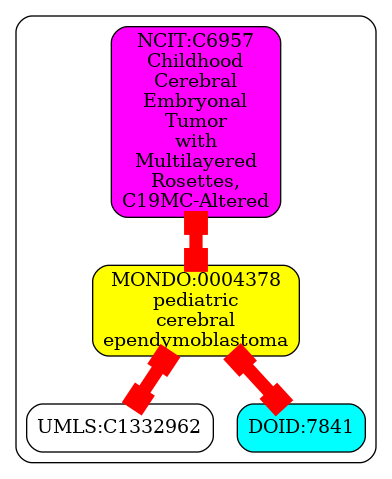 NCIT:C6957
Childhood
Cerebral
Embryonal
Tumor
with
Multilayered
Rosettes,
C19MC-Altered
MONDO:0004378
pediatric
cerebral
ependymoblastoma
UMLS:C1332962
DOID:7841